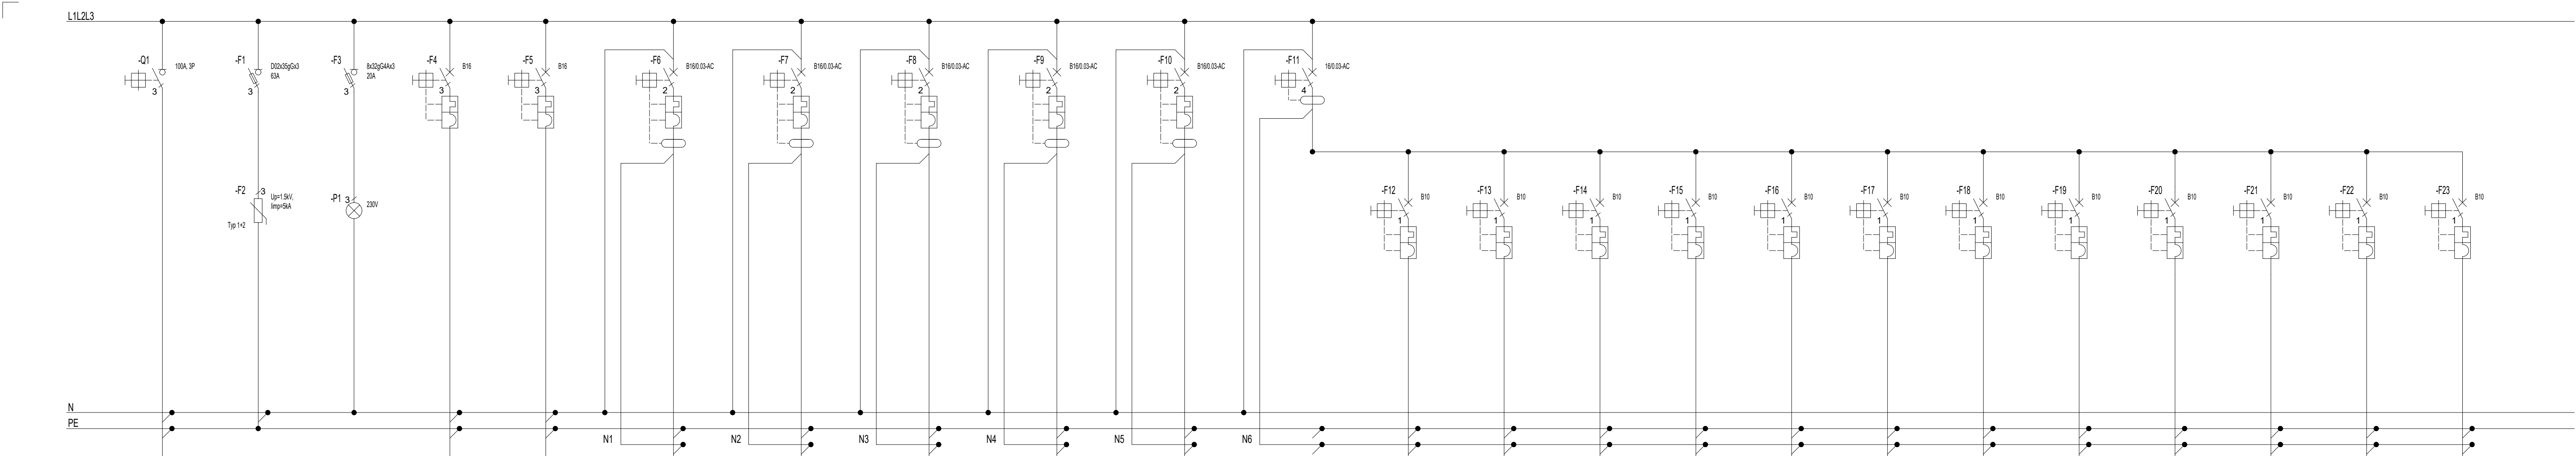 L1L2L3
-Q1
100A, 3P
3
-F1
D02x35gGx3
63A
3
-F3
8x32gG4Ax3
20A
3
-F4
B16
3
-F5
B16
3
-F6
B16/0.03-AC
2
-F7
B16/0.03-AC
2
-F8
B16/0.03-AC
2
-F9
B16/0.03-AC
2
-F10
B16/0.03-AC
2
-F11
16/0.03-AC
4
-F2
3
Up=1.5kV,
Iimp=5kA
Typ 1+2
-P1
3
230V
-F12
B10
1
-F13
B10
1
-F14
B10
1
-F15
B10
1
-F16
B10
1
-F17
B10
1
-F18
B10
1
-F19
B10
1
-F20
B10
1
-F21
B10
1
-F22
B10
1
-F23
B10
1
N
PE
N1
N2
N3
N4
N5
N6